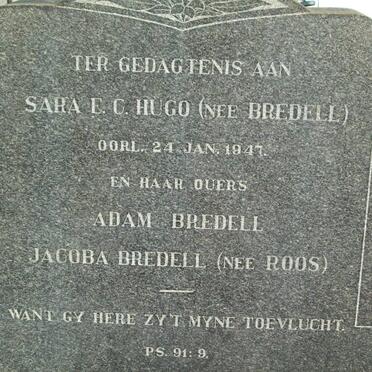 TER GEDAGTENIS AAN
SARA E. C. HUGO (NEE BREDELL)
OORL. 24 JAN. 1947.
EN HAAR OUERS
ADAM BREDELL
JACOBA BREDELL (NEE ROOS)
WANT GY HERE ZY'T MYNE TOEVLUCHT.
PS. 91: 9.